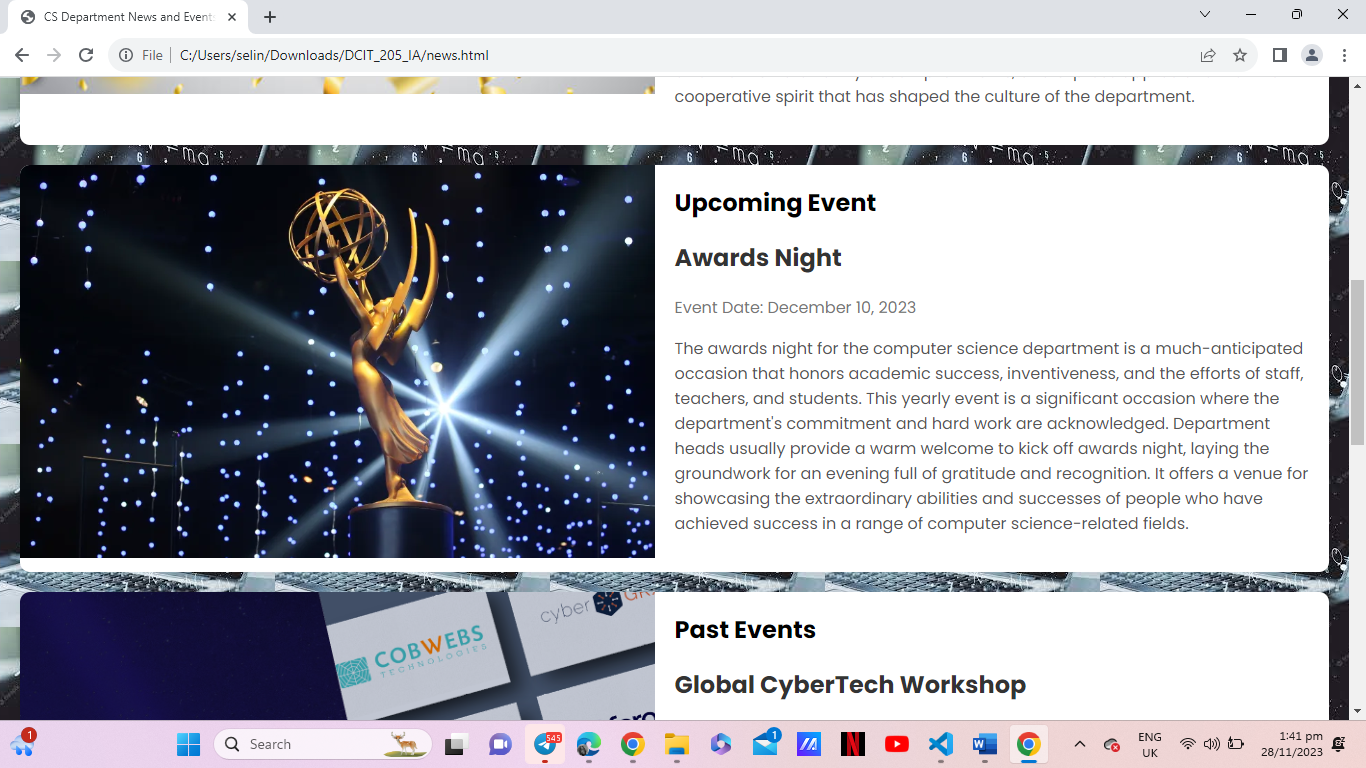 CS Department News and Event
File
C:/Users/selin/Downloads/DCIT_205_IA/news.html
cooperative spirit that has shaped the culture of the department.
Upcoming Event
Awards Night
Event Date: December 10, 2023
The awards night for the computer science department is a much-anticipated
occasion that honors academic success, inventiveness, and the efforts of staff,
teachers, and students. This yearly event is a significant occasion where the
department's commitment and hard work are acknowledged. Department
heads usually provide a warm welcome to kick off awards night, laying the
groundwork for an evening full of gratitude and recognition. It offers a venue for
showcasing the extraordinary abilities and successes of people who have
achieved success in a range of computer science-related fields.
cyber
COBWEBS
TECHNOLOGIES
Past Events
Global CyberTech Workshop
1
Search
545
1
ENG
UK
1:41 pm
28/11/2023